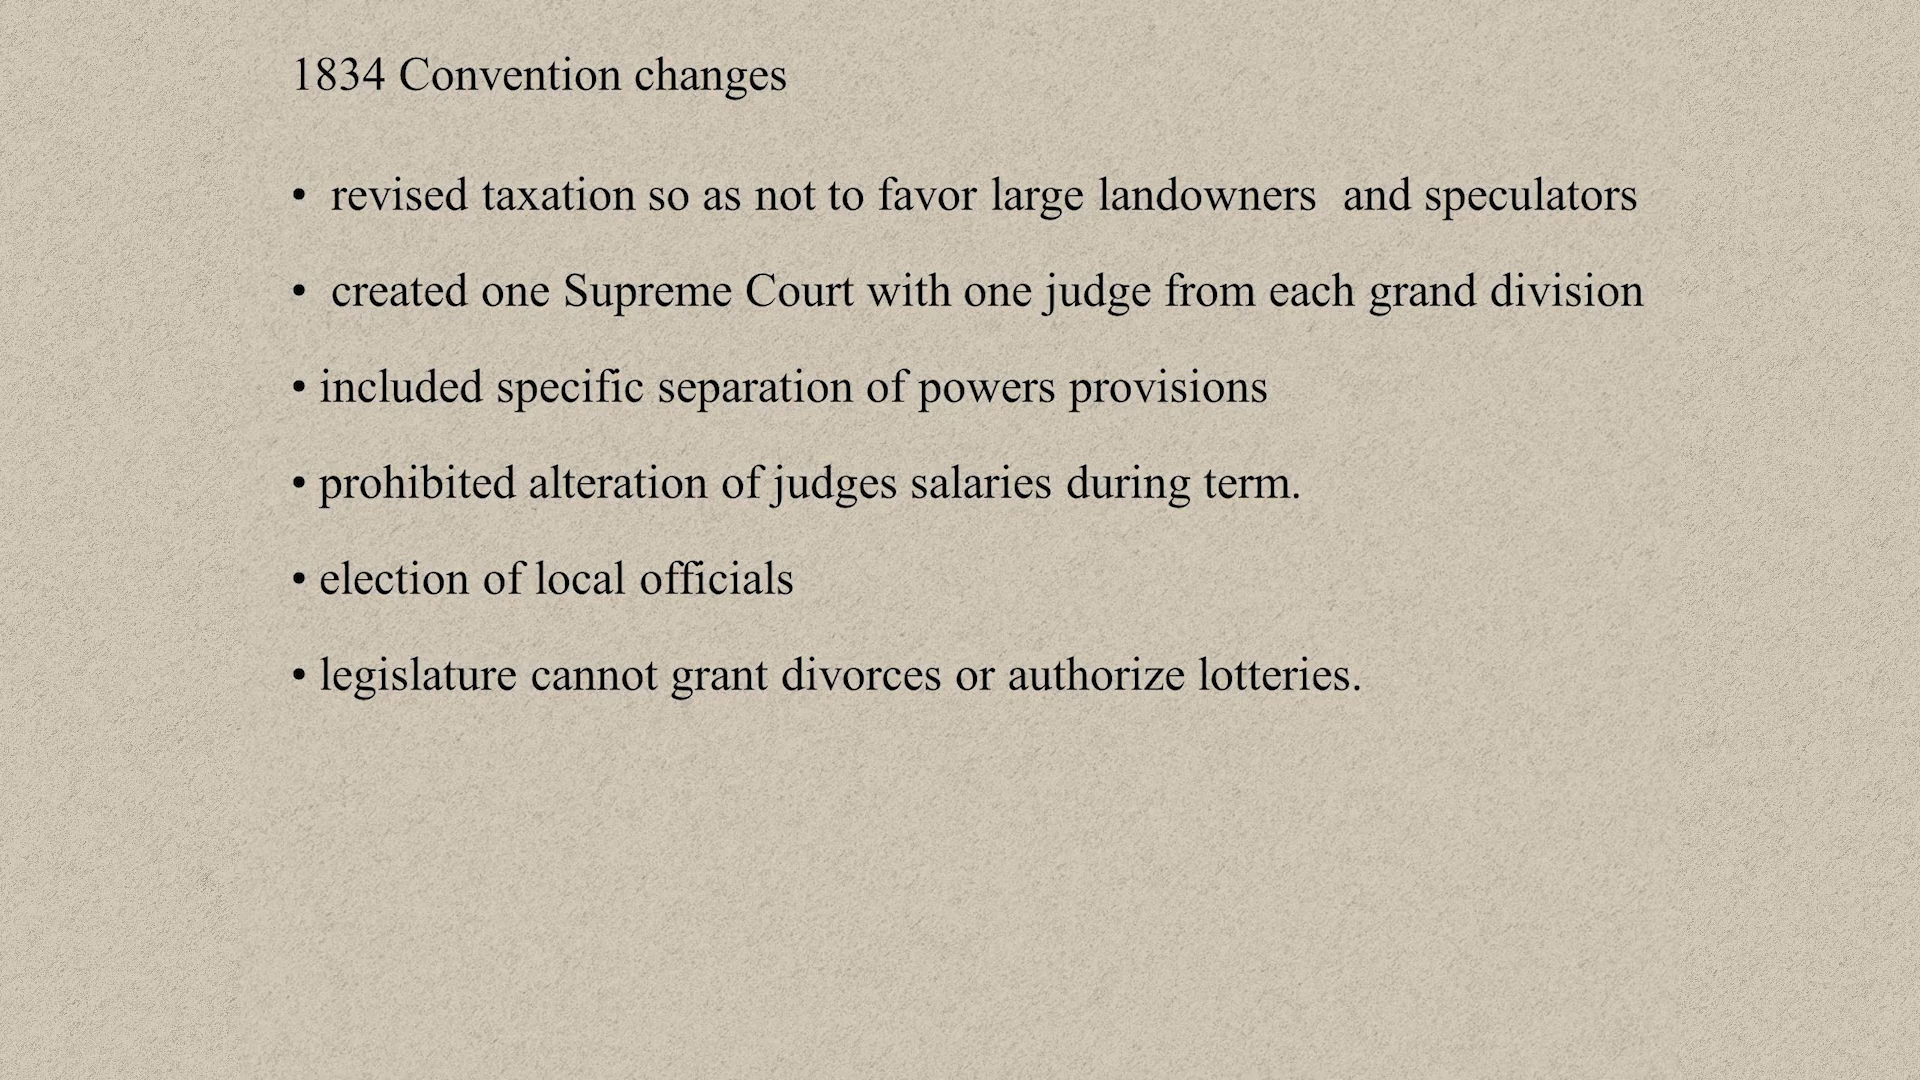 1834 Convention changes
• revised taxation so as not to favor large landowners and speculators
• created one Supreme Court with one judge from each grand division
• included specific separation of powers provisions
• prohibited alteration of judges salaries during term.
• election of local officials
• legislature cannot grant divorces or authorize lotteries.